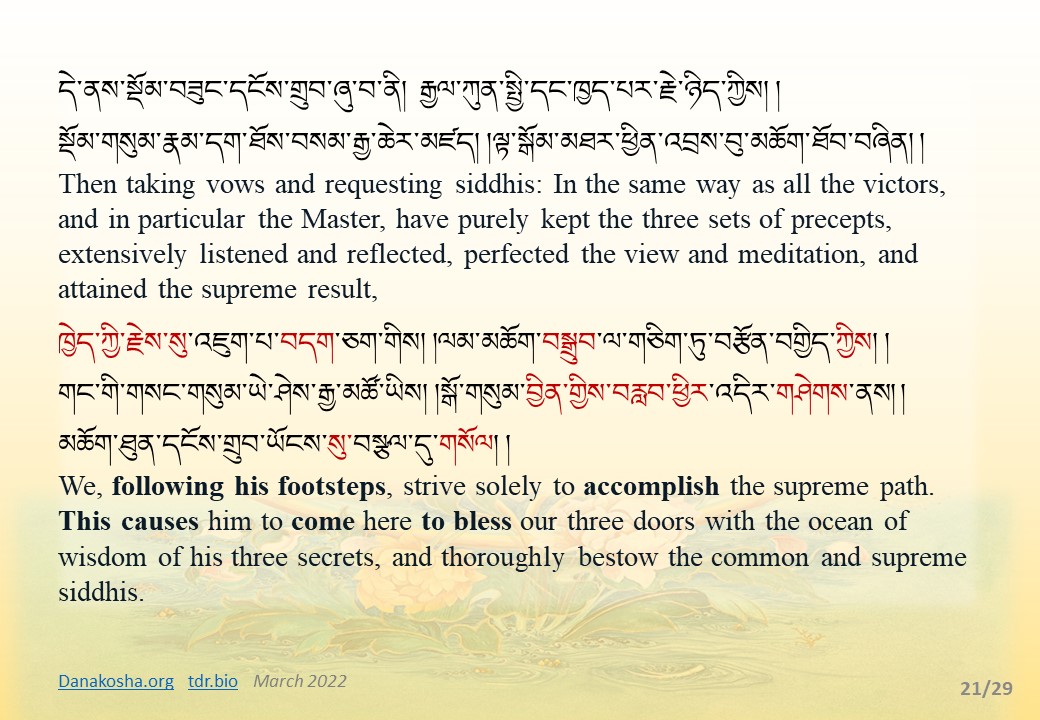 དེ་ནས་སྡོམ་བཟུང་དངོས་གྲུབ་ཞུ་བ་ནི། རྒྱལ་ཀུན་སྤྱི་དང་ཁྱད་པར་རྗེ་ཉིད་ཀྱིས། །
སྡོམ་གསུམ་རྣམ་དག་ཐོས་བསམ་རྒྱ་ཆེར་མཛད། །ལྟ་སྒོམ་མཐར་ཕྱིན་འབྲས་བུ་མཆོག་ཐོབ་བཞིན། །
Then taking vows and requesting siddhis: In the same way as all the victors,
and in particular the Master, have purely kept the three sets of precepts,
extensively listened and reflected, perfected the view and meditation, and
attained the supreme result,
ཁྱེད་ཀྱི་རྗེས་སུ་འཇུག་པ་བདག་ཅག་གིས། །ལམ་མཆོག་བསྒྲུབ་ལ་གཅིག་ཏུ་བརྩོན་བགྱིད་ཀྱིས། །
གང་གི་གསང་གསུམ་ཡེ་ཤེས་རྒྱ་མཚོ་ཡིས། །སྒོ་གསུམ་བྱིན་གྱིས་བརླབ་ཕྱིར་འདིར་གཤེགས་ནས། །
མཆོག་ཐུན་དངོས་གྲུབ་ཡོངས་སུ་བསྩལ་དུ་གསོལ། །
We, following his footsteps, strive solely to accomplish the supreme path.
This causes him to come here to bless our three doors with the ocean of
wisdom of his three secrets, and thoroughly bestow the common and supreme
siddhis.
Danakosha.org tdr.bio March 2022
21/29